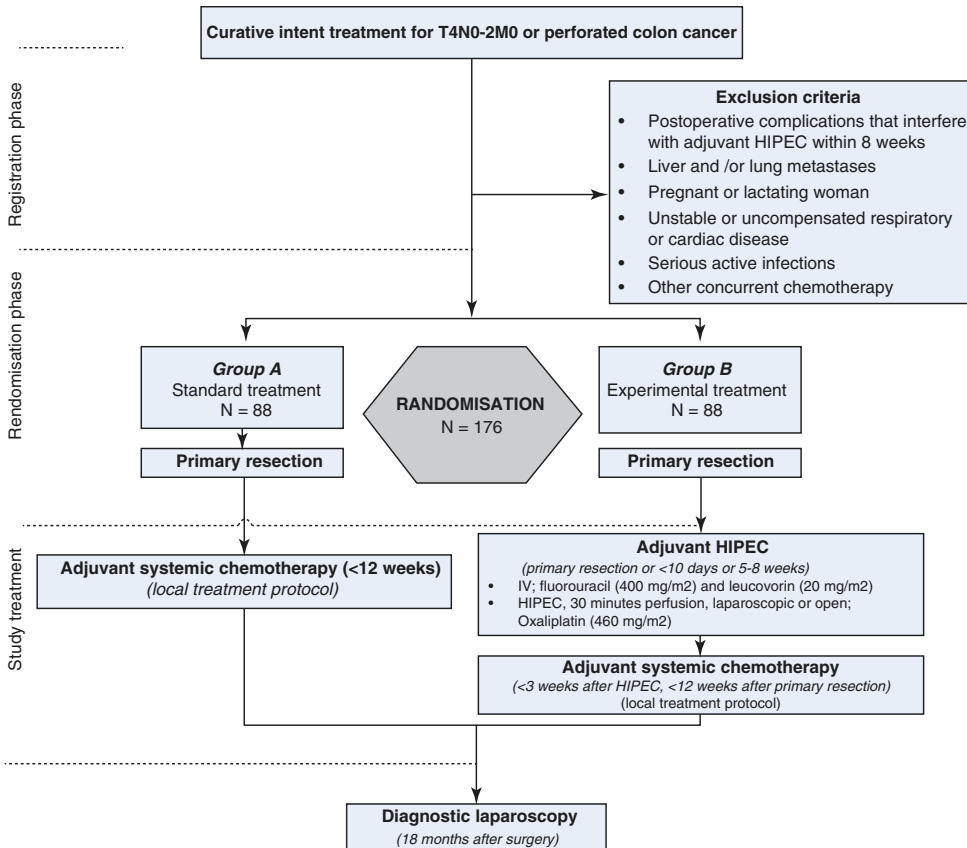 Curative intent treatment for T4N0-2M0 or perforated colon cancer
Registration phase
Exclusion criteria
• Postoperative complications that interfere
with adjuvant HIPEC within 8 weeks
• Liver and /or lung metastases
• Pregnant or lactating woman
• Unstable or uncompensated respiratory
or cardiac disease
• Serious active infections
• Other concurrent chemotherapy
Rendomisation phase
Group A
Standard treatment
N = 88
RANDOMISATION
N = 176
Group B
Experimental treatment
N = 88
Primary resection
Primary resection
Study treatment
Adjuvant systemic chemotherapy (<12 weeks)
(local treatment protocol)
Adjuvant HIPEC
(primary resection or <10 days or 5-8 weeks)
• IV; fluorouracil (400 mg/m2) and leucovorin (20 mg/m2)
• HIPEC, 30 minutes perfusion, laparoscopic or open;
Oxaliplatin (460 mg/m2)
Adjuvant systemic chemotherapy
(<3 weeks after HIPEC, <12 weeks after primary resection)
(local treatment protocol)
Diagnostic laparoscopy
(18 months after surgery)